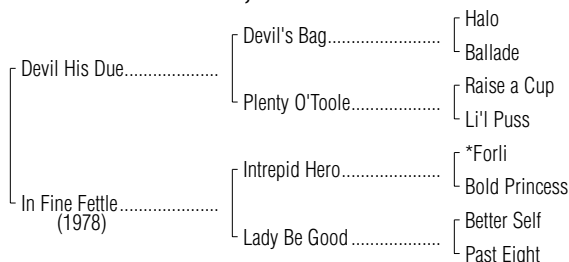 Halo
Devil's Bag........................
Ballade
Devil His Due....................
Raise a Cup
Plenty O'Toole...................
Li'l Puss
*Forli
Intrepid Hero.....................
Bold Princess
In Fine Fettle.....................
(1978)
Better Self
Lady Be Good ...................
Past Eight